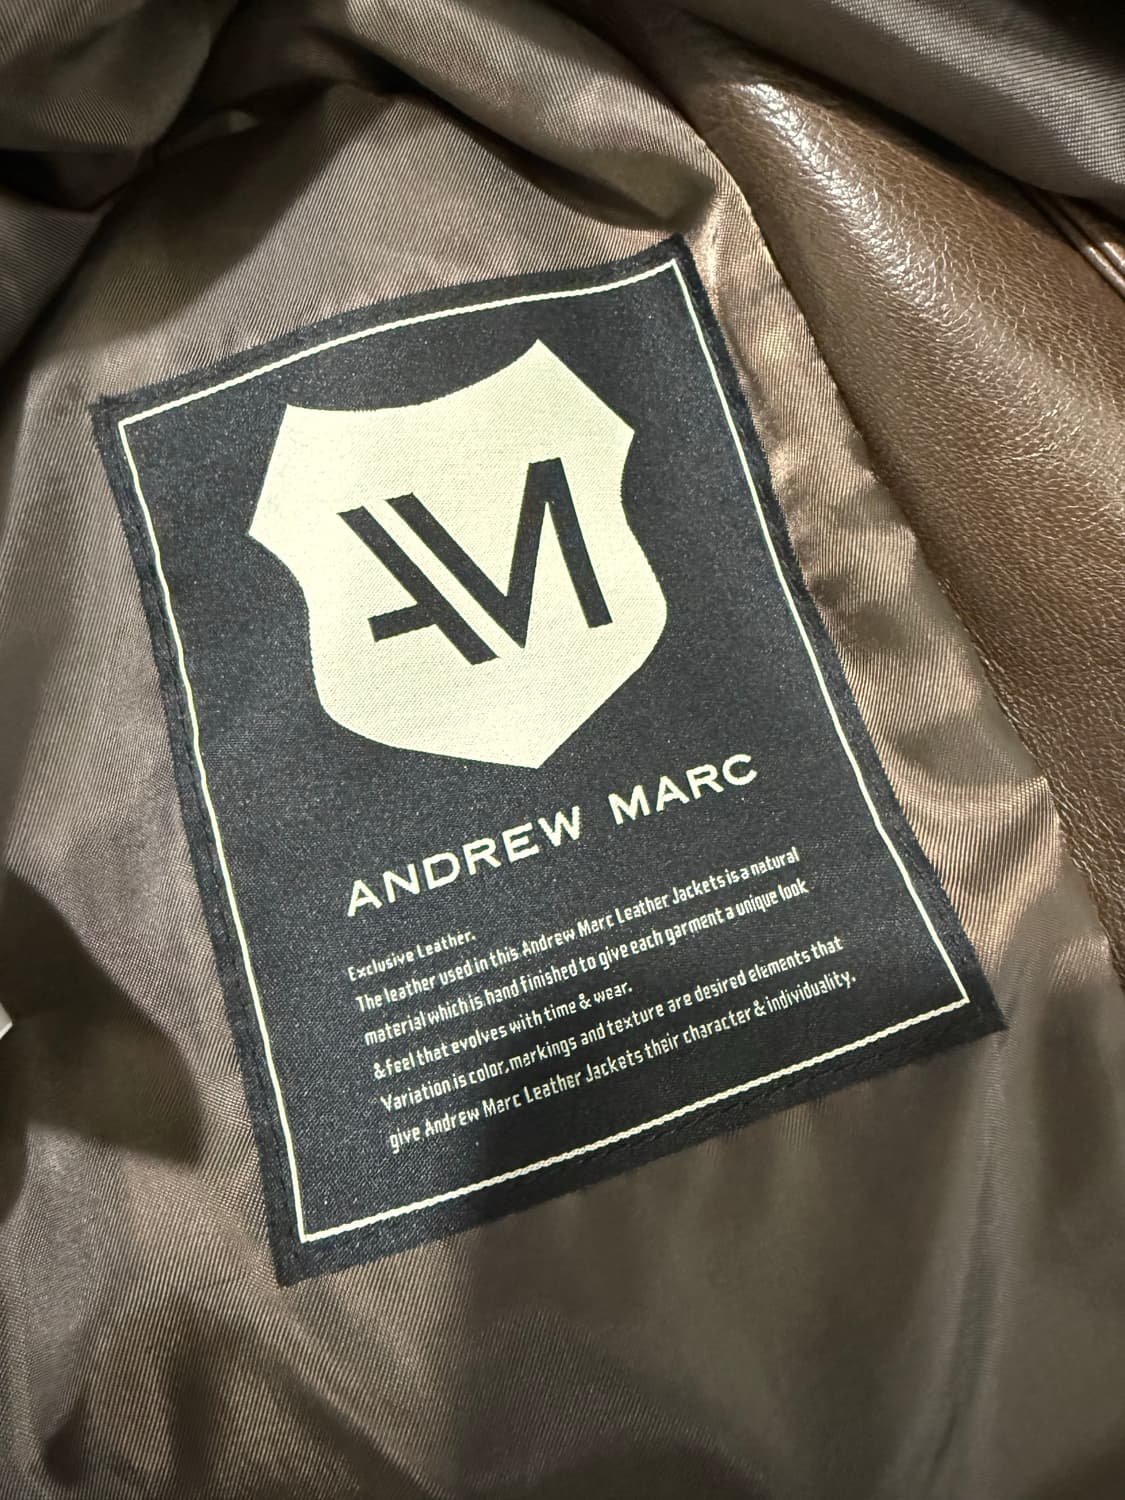 AM
ANDREW MARC
Exclusive Leather.
The leather used in this Andrew Marc Leather Jackets is a natural
material which is hand finished to give each garment a unique look
& feel that evolves with time & wear.
Variation is color, markings and texture are desired elements that
give Andrew Marc Leather Jackets their character & individuality.